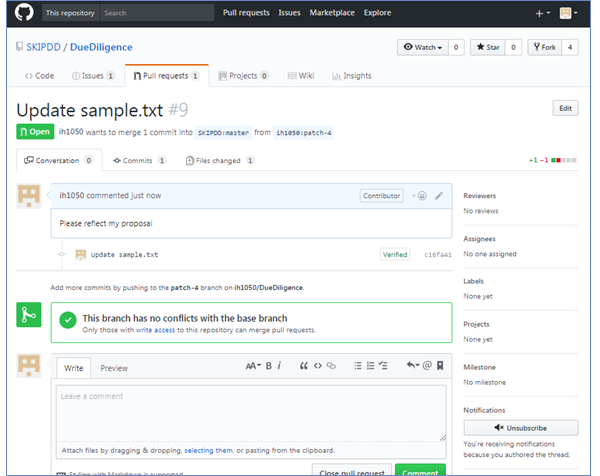 This repository Search Pull requests Issues Marketplace Explore
SKIPDD / DueDiligence Watch 0 Star 0 Fork 4
Code Issues 1 Pull requests 1 Projects 0 Wiki Insights
Update sample.txt #9 Edit
Open ih1050 wants to merge 1 commit into SKIPDD:master from ih1050:patch-4
Conversation 0 Commits 1 Files changed 1 +1 −1
ih1050 commented just now Contributor
Please reflect my proposal
Update sample.txt Verified c10fa41
Add more commits by pushing to the patch-4 branch on ih1050/DueDiligence.
This branch has no conflicts with the base branch
Only those with write access to this repository can merge pull requests.
Write Preview
Leave a comment
Attach files by dragging & dropping, selecting them, or pasting from the clipboard.
Styling with Markdown is supported Close pull request Comment
Reviewers
No reviews
Assignees
No one assigned
Labels
None yet
Projects
None yet
Milestone
No milestone
Notifications
Unsubscribe
You're receiving notifications
because you authored the thread.